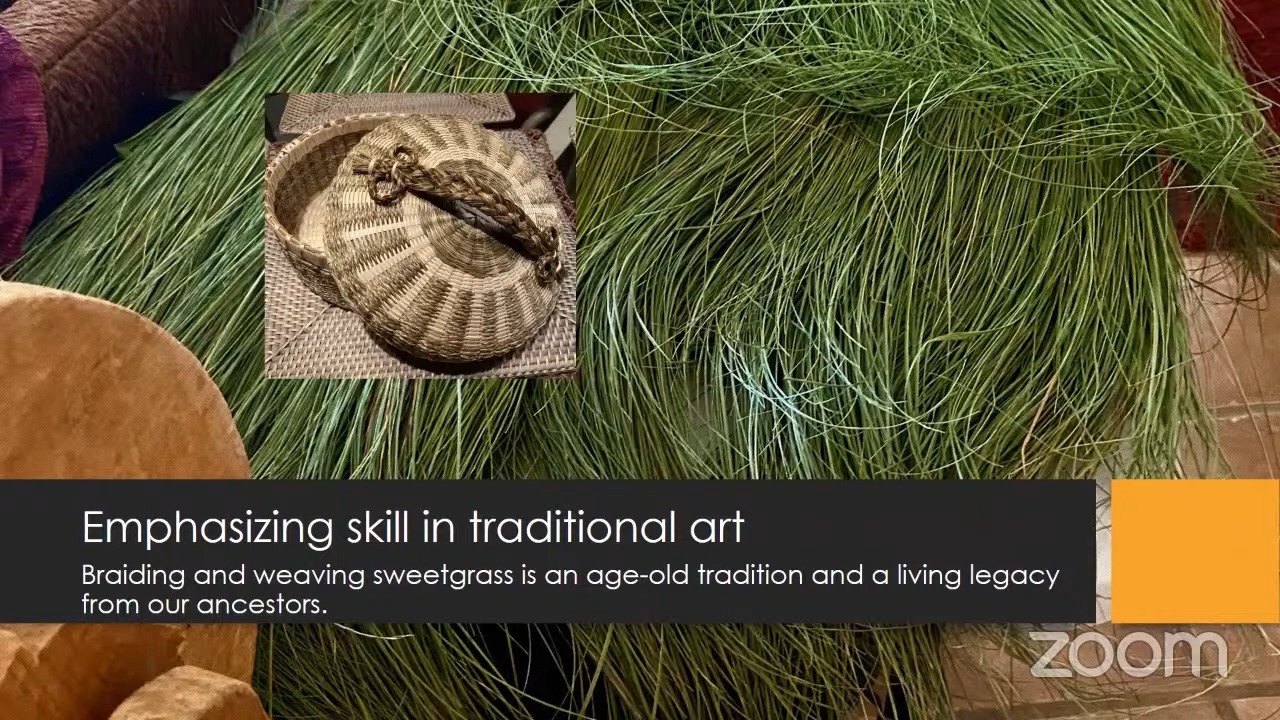 Emphasizing skill in traditional art
Braiding and weaving sweetgrass is an age-old tradition and a living legacy
from our ancestors.
zoom